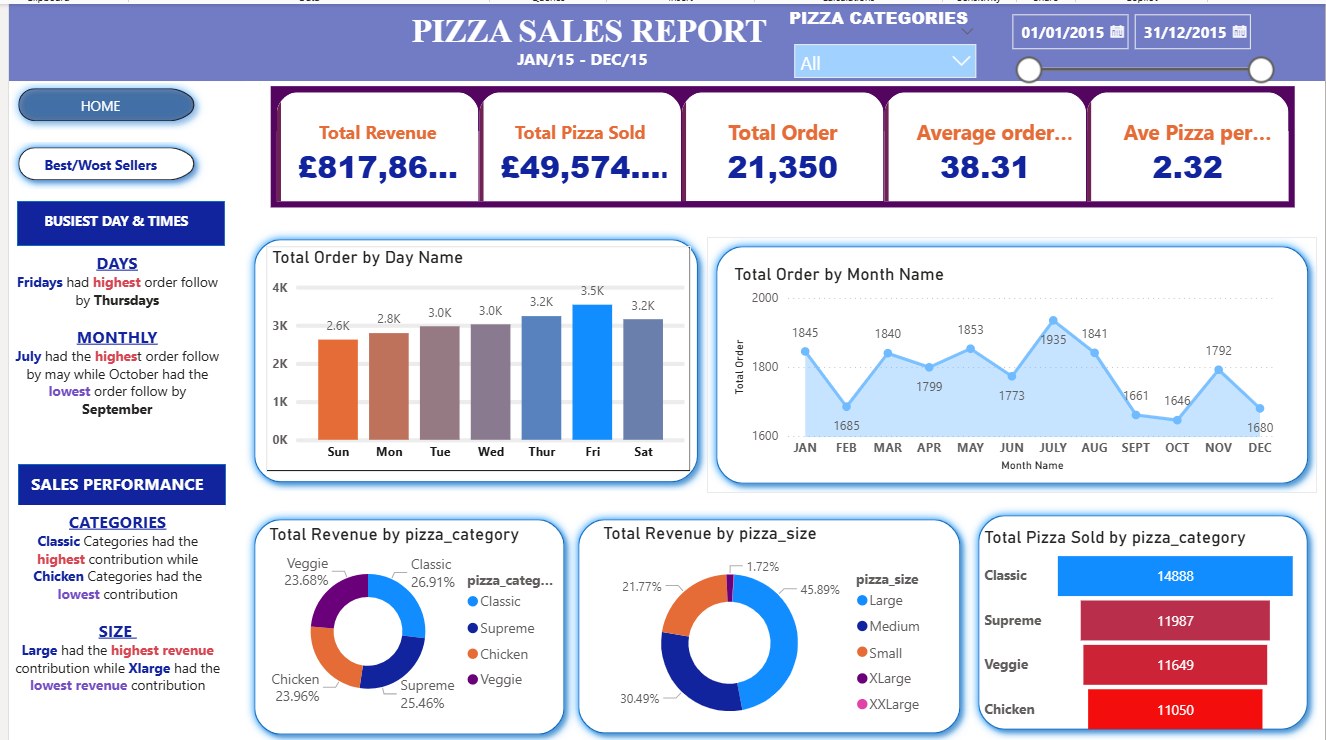 PIZZA SALES REPORT
JAN/15 - DEC/15
PIZZA CATEGORIES
All
01/01/2015
31/12/2015
HOME
Best/Wost Sellers
BUSIEST DAY & TIMES
DAYS
Fridays had highest order follow
by Thursdays
MONTHLY
July had the highest order follow
by may while October had the
lowest order follow by
September
SALES PERFORMANCE
CATEGORIES
Classic Categories had the
highest contribution while
Chicken Categories had the
lowest contribution
SIZE
Large had the highest revenue
contribution while Xlarge had the
lowest revenue contribution
Total Revenue
£817,86...
Total Pizza Sold
£49,574....
Total Order
21,350
Average order...
38.31
Ave Pizza per...
2.32
Total Order by Day Name
4K
3K
2K
1K
0K
2.6K
2.8K
3.0K
3.0K
3.2K
3.5K
3.2K
Sun Mon Tue Wed Thur Fri Sat
Total Order by Month Name
Total Order
2000
1800
1600
1845
1685
1840
1799
1853
1773
1935
1841
1661
1646
1792
1680
JAN FEB MAR APR MAY JUN JULY AUG SEPT OCT NOV DEC
Month Name
Total Revenue by pizza_category
Veggie
23.68%
Classic
26.91%
Chicken
23.96%
Supreme
25.46%
pizza_categ...
Classic
Supreme
Chicken
Veggie
Total Revenue by pizza_size
1.72%
21.77%
45.89%
30.49%
pizza_size
Large
Medium
Small
XLarge
XXLarge
Total Pizza Sold by pizza_category
Classic 14888
Supreme 11987
Veggie 11649
Chicken 11050